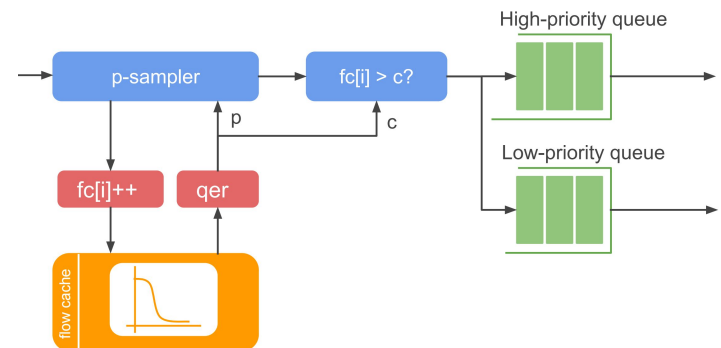 High-priority queue
p-sampler
fc[i] > c?
p
c
Low-priority queue
fc[i]++
qer
flow cache